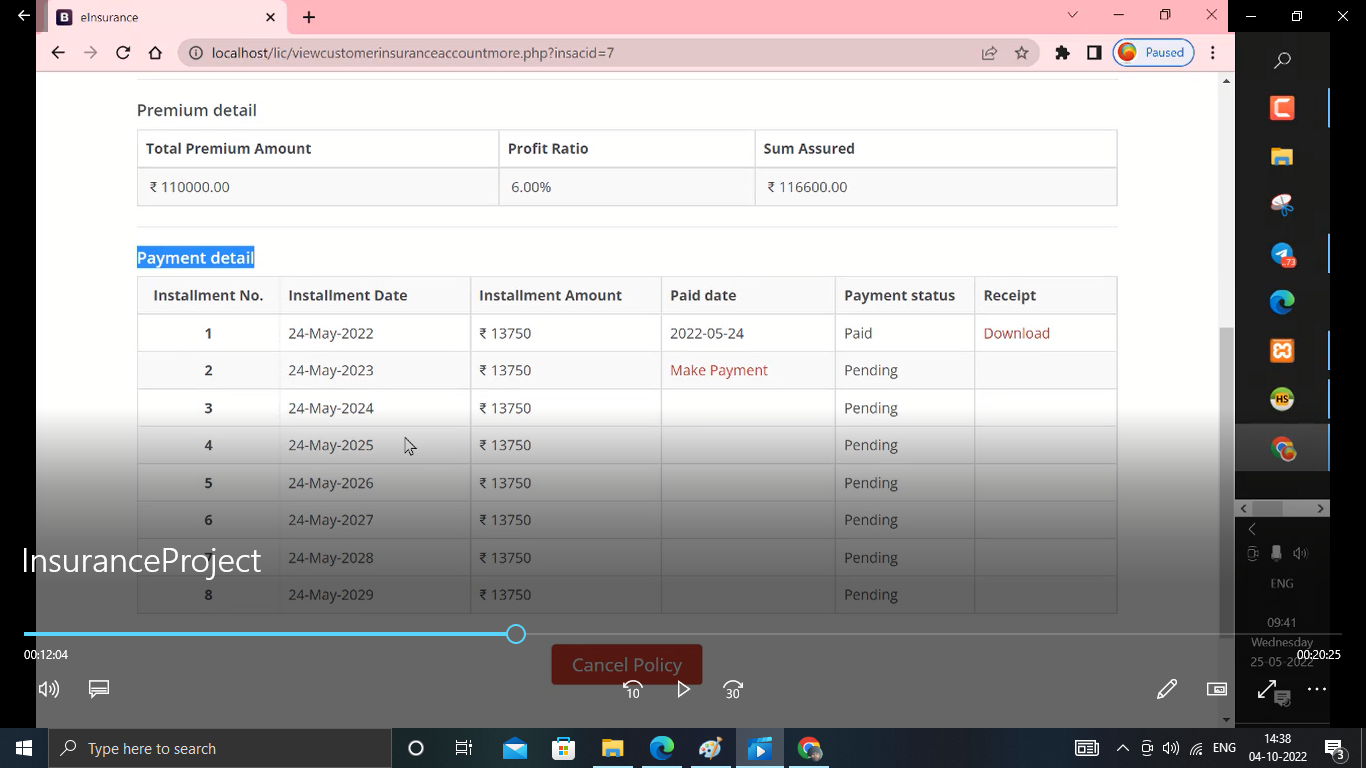 eInsurance
localhost/lic/viewcustomerinsuranceaccountmore.php?insacid=7
Paused
Premium detail
Total Premium Amount Profit Ratio Sum Assured
₹ 110000.00 6.00% ₹ 116600.00
Payment detail
Installment No. Installment Date Installment Amount Paid date Payment status Receipt
1 24-May-2022 ₹ 13750 2022-05-24 Paid Download
2 24-May-2023 ₹ 13750 Make Payment Pending
3 24-May-2024 ₹ 13750 Pending
4 24-May-2025 ₹ 13750 Pending
5 24-May-2026 ₹ 13750 Pending
6 24-May-2027 ₹ 13750 Pending
InsuranceProject
24-May-2028 ₹ 13750 Pending
8 24-May-2029 ₹ 13750 Pending
HS
ENG
09:41
Wednesday
25-05-2022
00:12:04
00:20:25
Cancel Policy
10
30
Type here to search
ENG
14:38
04-10-2022
3